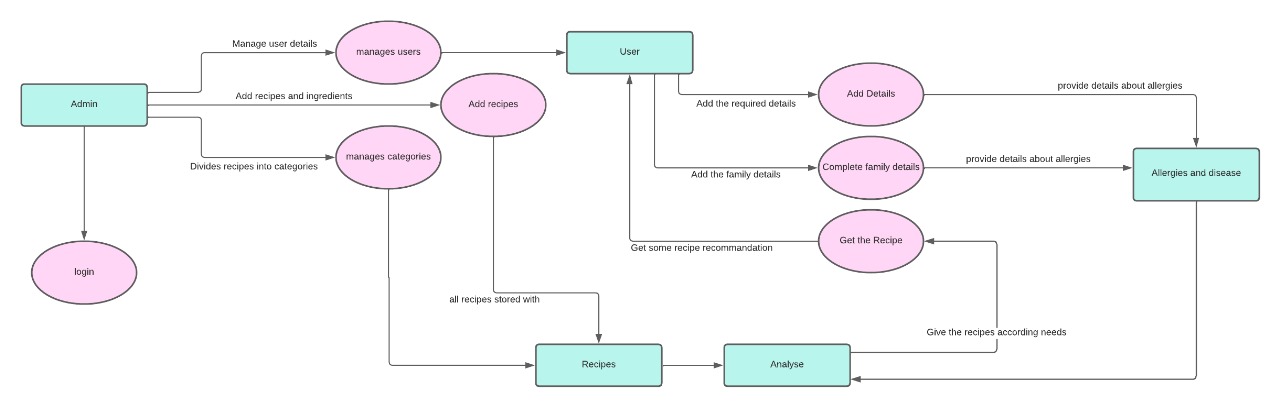 Manage user details
manages users
User
Admin
Add recipes and ingredients
Add recipes
Add Details
provide details about allergies
Add the required details
Divides recipes into categories
manages categories
Add the family details
Complete family details
provide details about allergies
Allergies and disease
Get some recipe recommandation
Get the Recipe
login
all recipes stored with
Give the recipes according needs
Recipes
Analyse